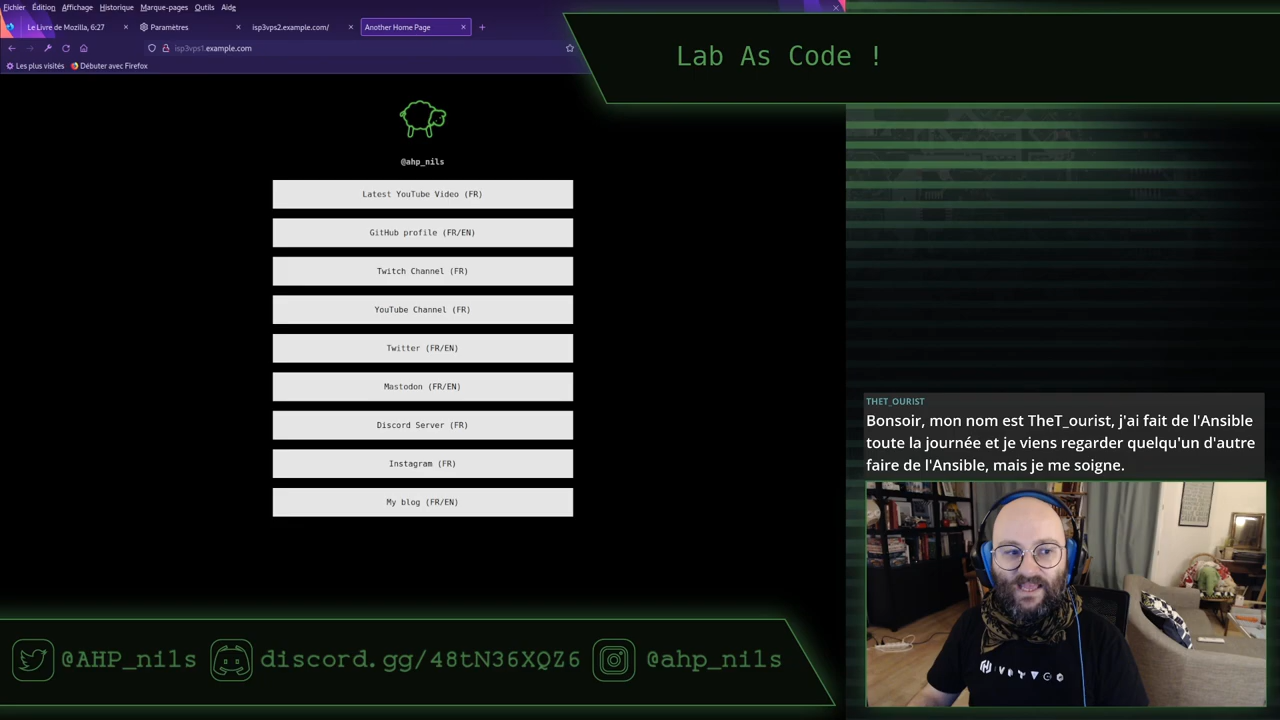 Fichier Édition Affichage Historique Marque-pages Outils Aide
Le Livre de Mozilla, 6:27
Paramètres
isp3vps2.example.com/
Another Home Page
isp3vps1.example.com
Les plus visités Débuter avec Firefox
Lab As Code !
@ahp_nils
Latest YouTube Video (FR)
GitHub profile (FR/EN)
Twitch Channel (FR)
YouTube Channel (FR)
Twitter (FR/EN)
Mastodon (FR/EN)
Discord Server (FR)
Instagram (FR)
My blog (FR/EN)
THET_OURIST
Bonsoir, mon nom est TheT_ourist, j'ai fait de l'Ansible
toute la journée et je viens regarder quelqu'un d'autre
faire de l'Ansible, mais je me soigne.
@AHP_nils discord.gg/48tN36XQZ6 @ahp_nils